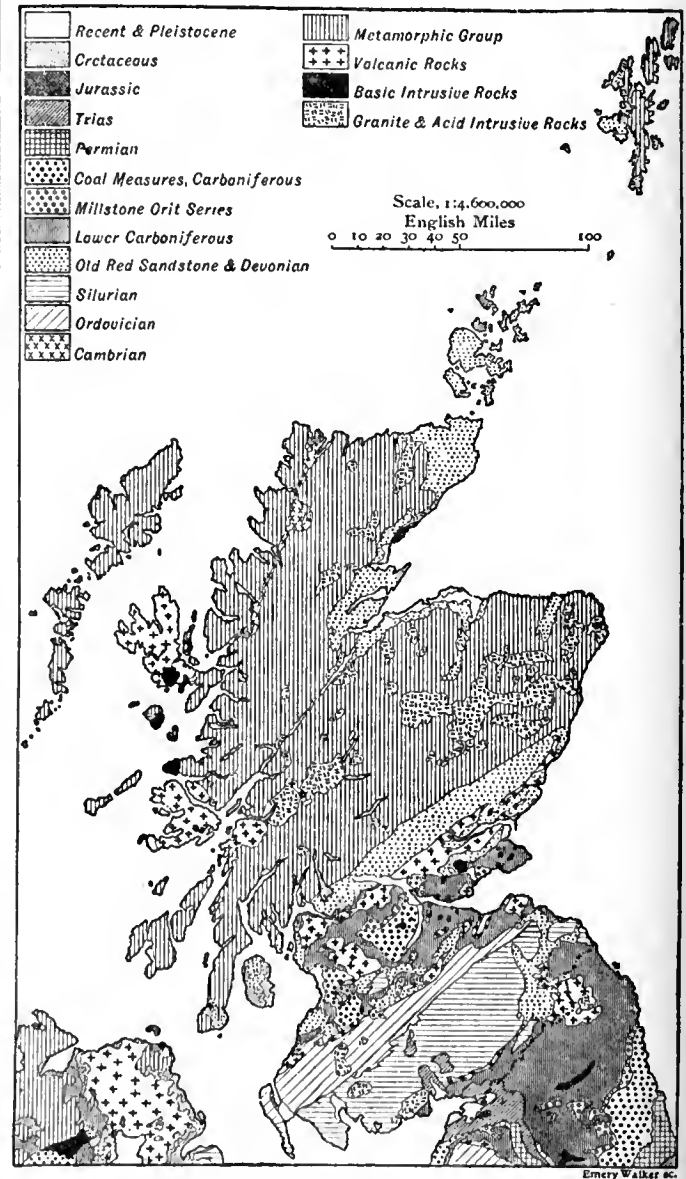 Recent & Pleistocene
Cretaceous
Jurassic
Trias
Permian
Coal Measures, Carboniferous
Millstone Grit Series
Lower Carboniferous
Old Red Sandstone & Devonian
Silurian
Ordovician
Cambrian
Metamorphic Group
Volcanic Rocks
Basic Intrusive Rocks
Granite & Acid Intrusive Rocks
Scale, 1:4.600,000
English Miles
0 10 20 30 40 50 100
Emery Walker sc.